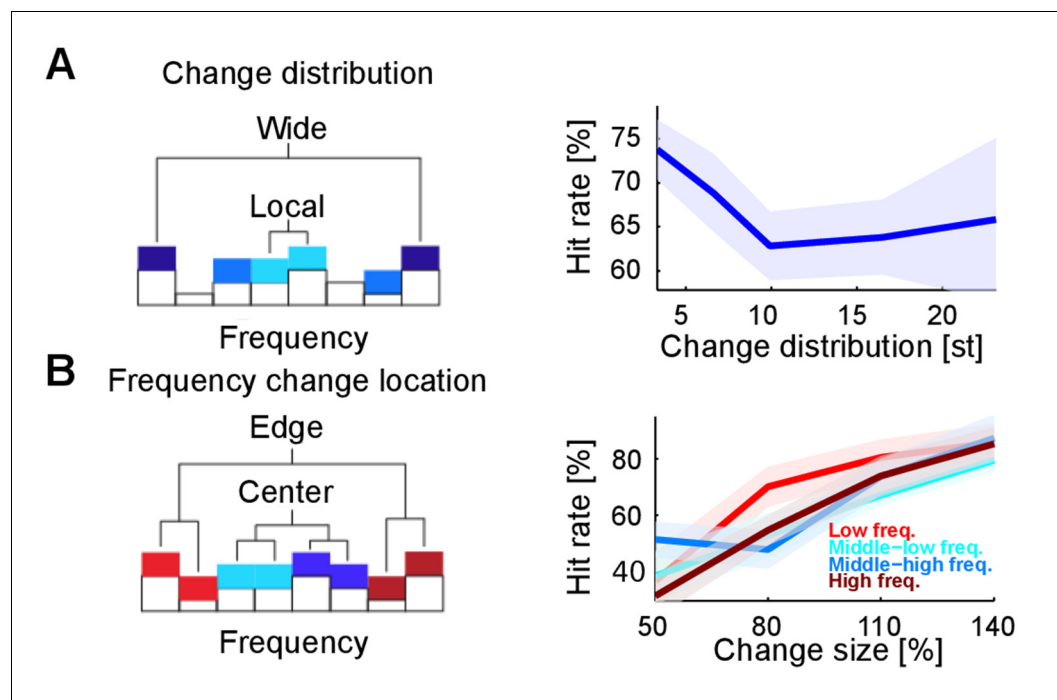 A
Change distribution
Wide
Local
Frequency
Hit rate [%]
75
70
65
60
5
10
15
20
Change distribution [st]
B
Frequency change location
Edge
Center
Frequency
Hit rate [%]
80
60
40
Low freq.
Middle-low freq.
Middle-high freq.
High freq.
50
80
110
140
Change size [%]